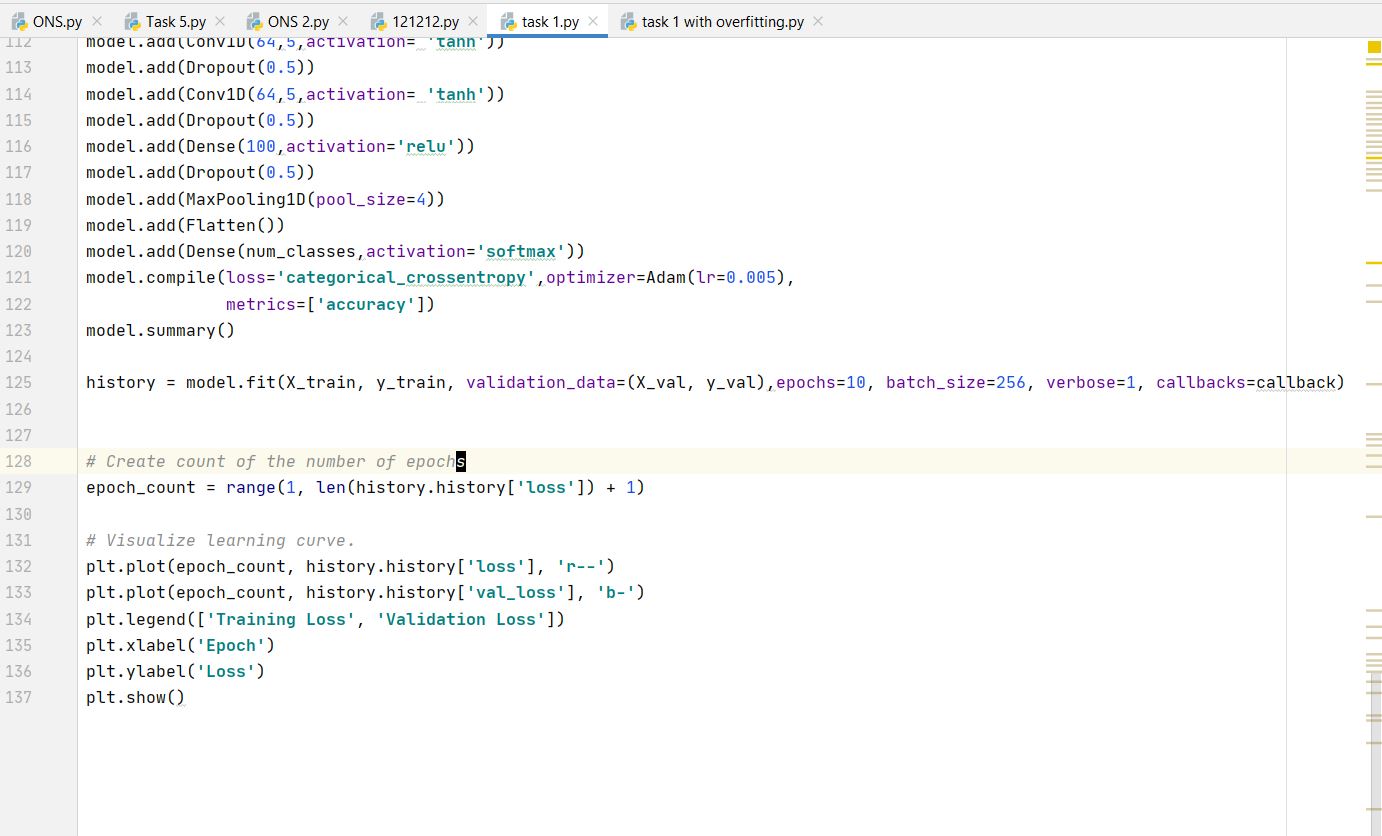 ONS.py Task 5.py ONS 2.py 121212.py task 1.py task 1 with overfitting.py
112 model.add(Conv1D(64,5,activation= 'tanh'))
113 model.add(Dropout(0.5))
114 model.add(Conv1D(64,5,activation= 'tanh'))
115 model.add(Dropout(0.5))
116 model.add(Dense(100,activation='relu'))
117 model.add(Dropout(0.5))
118 model.add(MaxPooling1D(pool_size=4))
119 model.add(Flatten())
120 model.add(Dense(num_classes,activation='softmax'))
121 model.compile(loss='categorical_crossentropy',optimizer=Adam(lr=0.005),
122 metrics=['accuracy'])
123 model.summary()
124
125 history = model.fit(X_train, y_train, validation_data=(X_val, y_val),epochs=10, batch_size=256, verbose=1, callbacks=callback)
126
127
128 # Create count of the number of epochs
129 epoch_count = range(1, len(history.history['loss']) + 1)
130
131 # Visualize learning curve.
132 plt.plot(epoch_count, history.history['loss'], 'r--')
133 plt.plot(epoch_count, history.history['val_loss'], 'b-')
134 plt.legend(['Training Loss', 'Validation Loss'])
135 plt.xlabel('Epoch')
136 plt.ylabel('Loss')
137 plt.show()